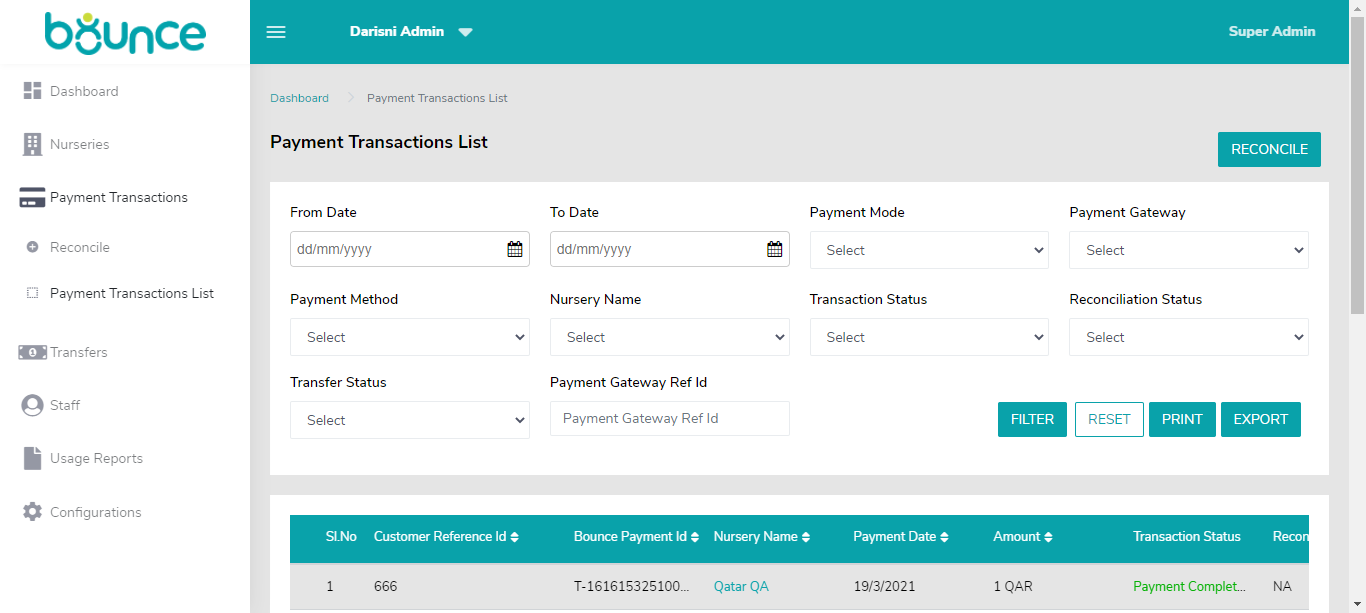 bounce
Darisni Admin
Super Admin
Dashboard
Nurseries
Payment Transactions
Reconcile
Payment Transactions List
Transfers
Staff
Usage Reports
Configurations
Dashboard Payment Transactions List
Payment Transactions List
RECONCILE
From Date To Date Payment Mode Payment Gateway
dd/mm/yyyy dd/mm/yyyy Select Select
Payment Method Nursery Name Transaction Status Reconciliation Status
Select Select Select Select
Transfer Status Payment Gateway Ref Id
Select Payment Gateway Ref Id FILTER RESET PRINT EXPORT
Sl.No Customer Reference Id Bounce Payment Id Nursery Name Payment Date Amount Transaction Status Recon
1 666 T-161615325100... Qatar QA 19/3/2021 1 QAR Payment Complet... NA